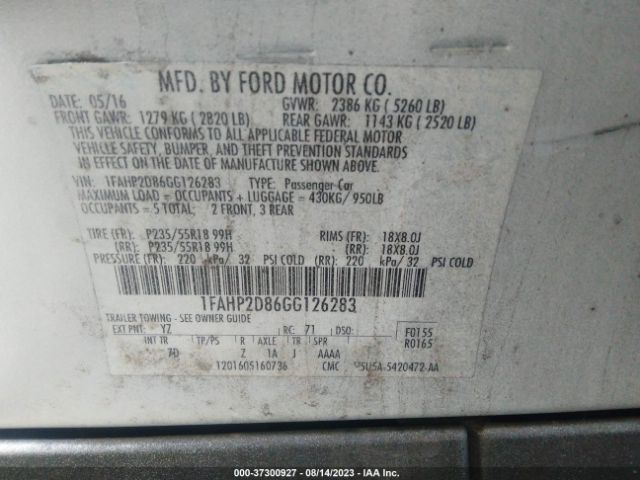 MFD. BY FORD MOTOR CO.
DATE: 05/16 GVWR: 2386 KG ( 5260 LB)
FRONT GAWR: 1279 KG ( 2820 LB) REAR GAWR: 1143 KG ( 2520 LB)
THIS VEHICLE CONFORMS TO ALL APPLICABLE FEDERAL MOTOR
VEHICLE SAFETY, BUMPER, AND THEFT PREVENTION STANDARDS
IN EFFECT ON THE DATE OF MANUFACTURE SHOWN ABOVE.
VIN: 1FAHP2D86GG126283 TYPE: Passenger Car
MAXIMUM LOAD = OCCUPANTS + LUGGAGE = 430KG/ 950LB
OCCUPANTS = 5 TOTAL; 2 FRONT, 3 REAR
TIRE (FR): P235/55R18 99H RIMS (FR): 18X8.0J
(RR): P235/55R18 99H (RR): 18X8.0J
PRESSURE (FR): 220 kPa/ 32 PSI COLD (RR): 220 kPa/ 32 PSI COLD
1FAHP2D86GG126283
TRAILER TOWING - SEE OWNER GUIDE
EXT PNT: YZ RC: 71 DSO: F0155
R0165
INT TR TP/PS R AXLE TR SPR
7D Z 1A J AAAA
1201605160736 CMC 5U5A-5420472-AA
000-37300927 - 08/14/2023 - IAA Inc.